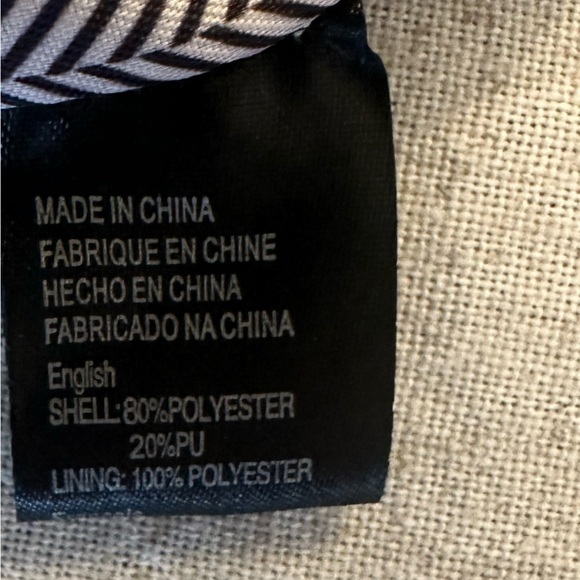 MADE IN CHINA
FABRIQUE EN CHINE
HECHO EN CHINA
FABRICADO NA CHINA
English
SHELL:80%POLYESTER
20%PU
LINING: 100% POLYESTER